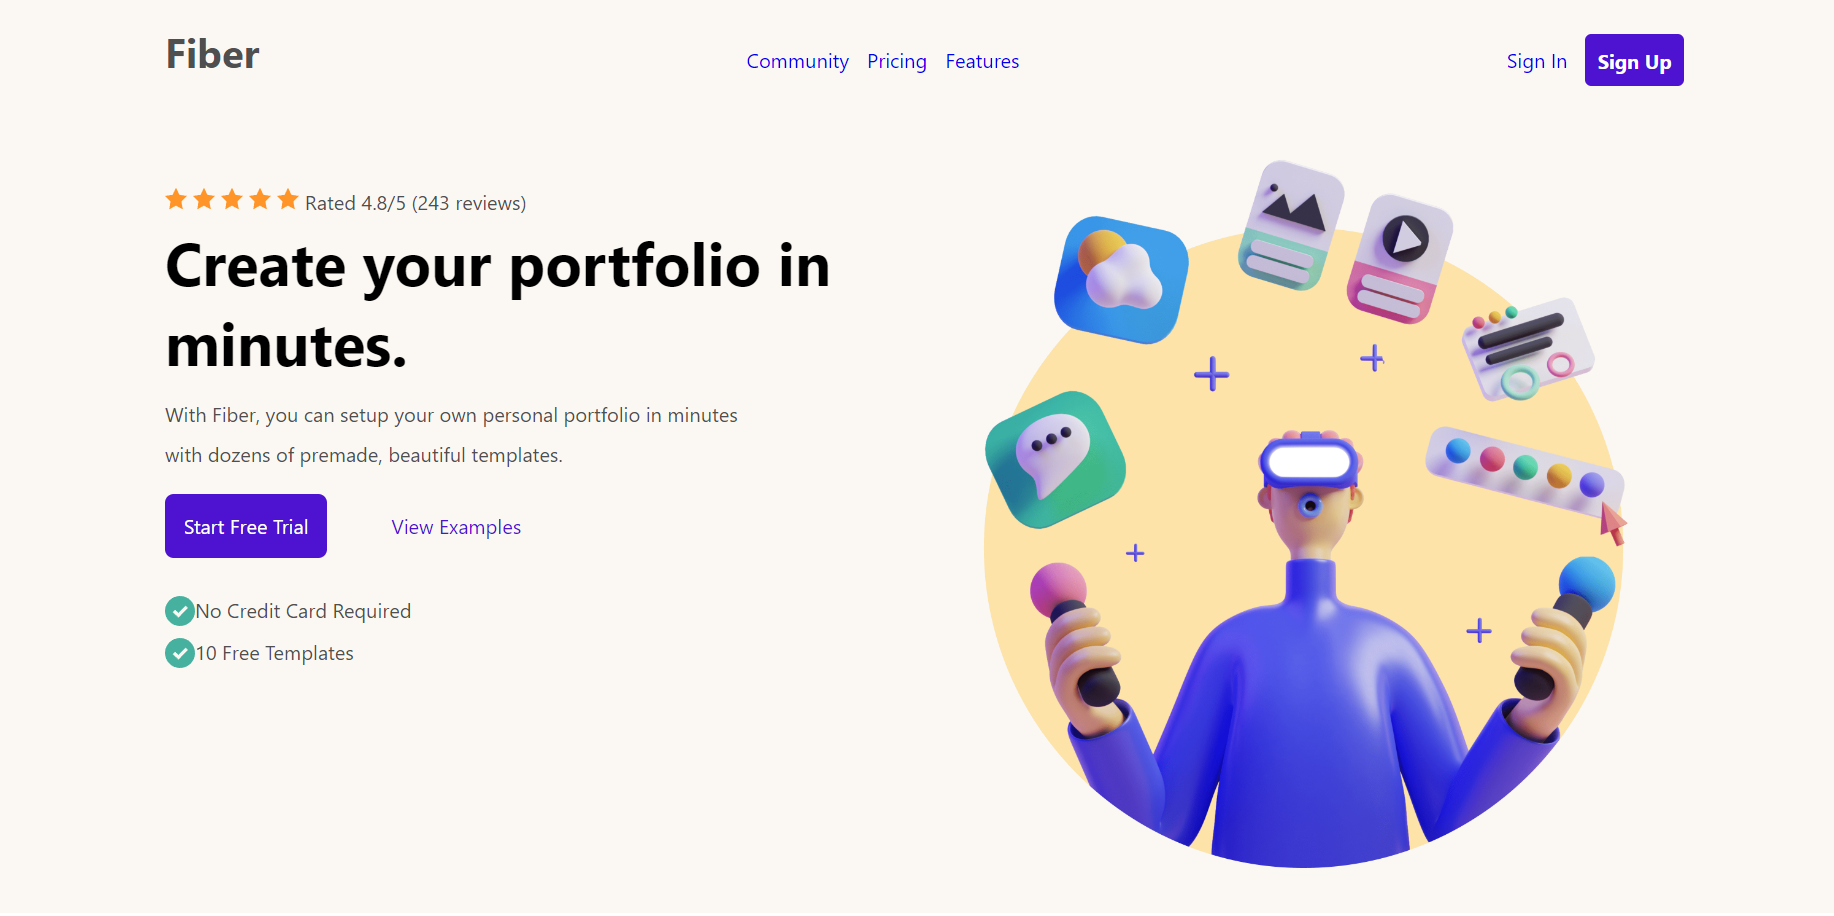 Fiber
Community Pricing Features
Sign In Sign Up
Rated 4.8/5 (243 reviews)
Create your portfolio in
minutes.
With Fiber, you can setup your own personal portfolio in minutes
with dozens of premade, beautiful templates.
Start Free Trial View Examples
No Credit Card Required
10 Free Templates